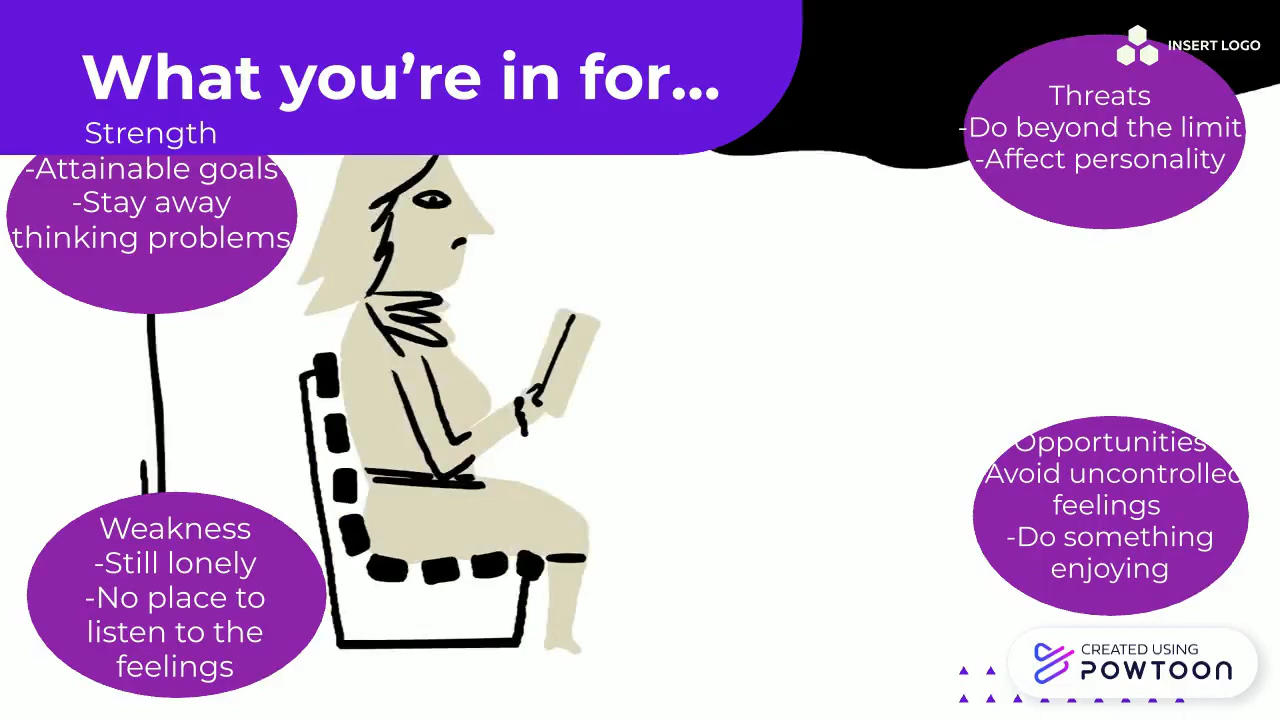 What you're in for...
INSERT LOGO
Strength
-Attainable goals
-Stay away
thinking problems
Threats
-Do beyond the limit
-Affect personality
Weakness
-Still lonely
-No place to
listen to the
feelings
Opportunities
Avoid uncontrolled
feelings
-Do something
enjoying
CREATED USING
POWTOON